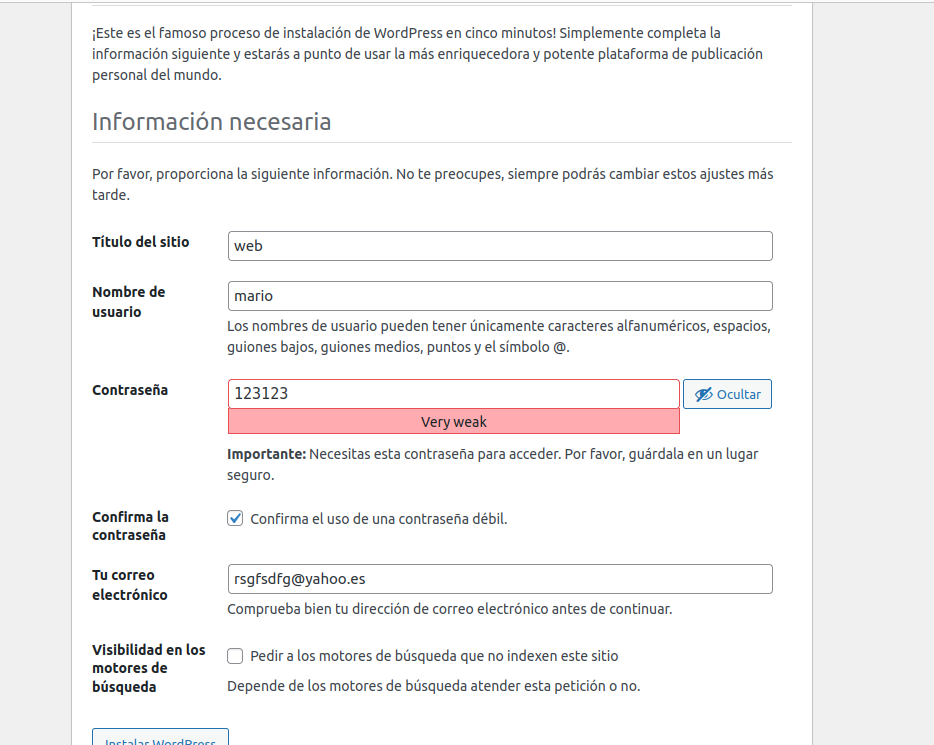 ¡Este es el famoso proceso de instalación de WordPress en cinco minutos! Simplemente completa la
información siguiente y estarás a punto de usar la más enriquecedora y potente plataforma de publicación
personal del mundo.
Información necesaria
Por favor, proporciona la siguiente información. No te preocupes, siempre podrás cambiar estos ajustes más
tarde.
Título del sitio
web
Nombre de
usuario
mario
Los nombres de usuario pueden tener únicamente caracteres alfanuméricos, espacios,
guiones bajos, guiones medios, puntos y el símbolo @.
Contraseña
123123
Ocultar
Very weak
Importante: Necesitas esta contraseña para acceder. Por favor, guárdala en un lugar
seguro.
Confirma la
contraseña
Confirma el uso de una contraseña débil.
Tu correo
electrónico
rsgfsdfg@yahoo.es
Comprueba bien tu dirección de correo electrónico antes de continuar.
Visibilidad en los
motores de
búsqueda
Pedir a los motores de búsqueda que no indexen este sitio
Depende de los motores de búsqueda atender esta petición o no.
Instalar WordPress